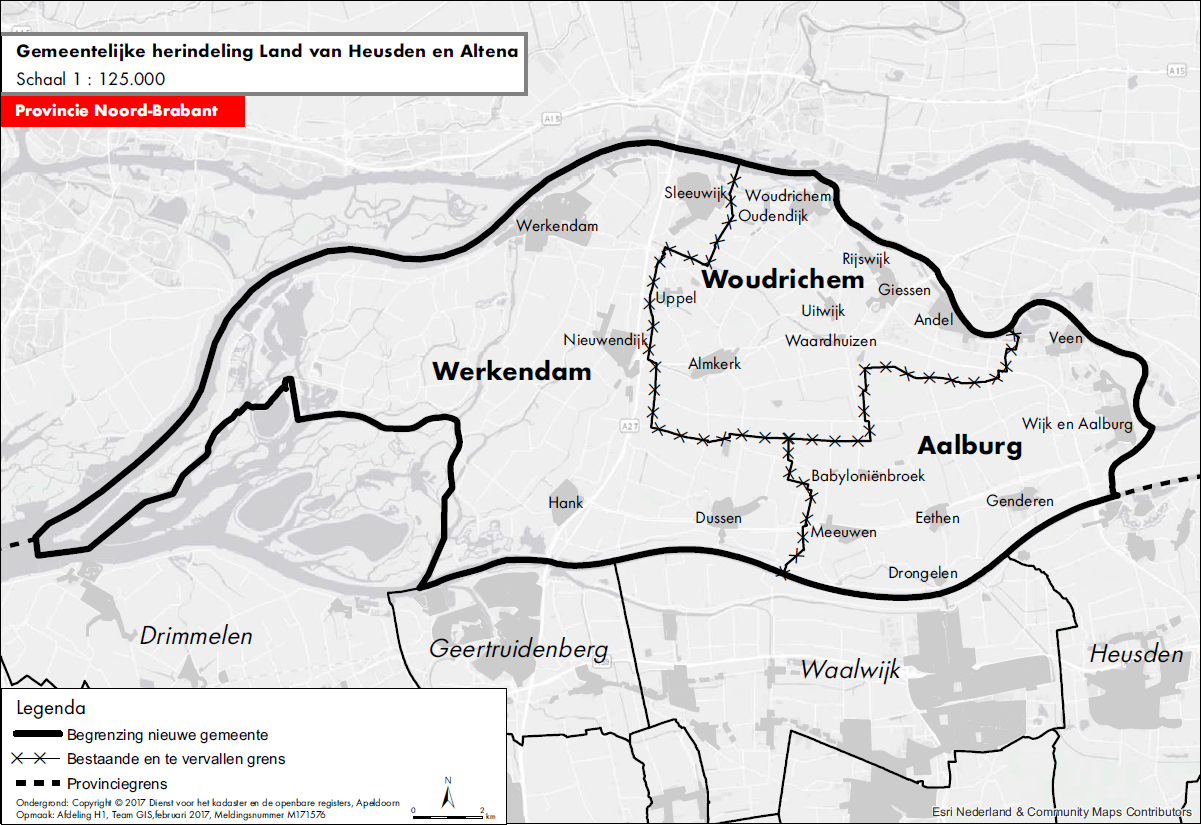 Gemeentelijke herindeling Land van Heusden en Altena
Schaal 1 : 125.000
Provincie Noord-Brabant
A15
A15
Sleeuwijk
Woudrichem
Oudendijk
Werkendam
Rijswijk
Woudrichem
Giessen
Uppel
Uitwijk
Andel
Nieuwendijk
Waardhuizen
Veen
Almkerk
Werkendam
A27
Wijk en Aalburg
Aalburg
Babyloniënbroek
Hank
Genderen
Dussen
Eethen
Meeuwen
Drongelen
Drimmelen
Geertruidenberg
Waalwijk
Heusden
Legenda
Begrenzing nieuwe gemeente
Bestaande en te vervallen grens
Provinciegrens
Ondergrond: Copyright © 2017 Dienst voor het kadaster en de openbare registers, Apeldoorn
Opmaak: Afdeling H1, Team GIS,februari 2017, Meldingsnummer M171576
N
0 2 km
Esri Nederland & Community Maps Contributors